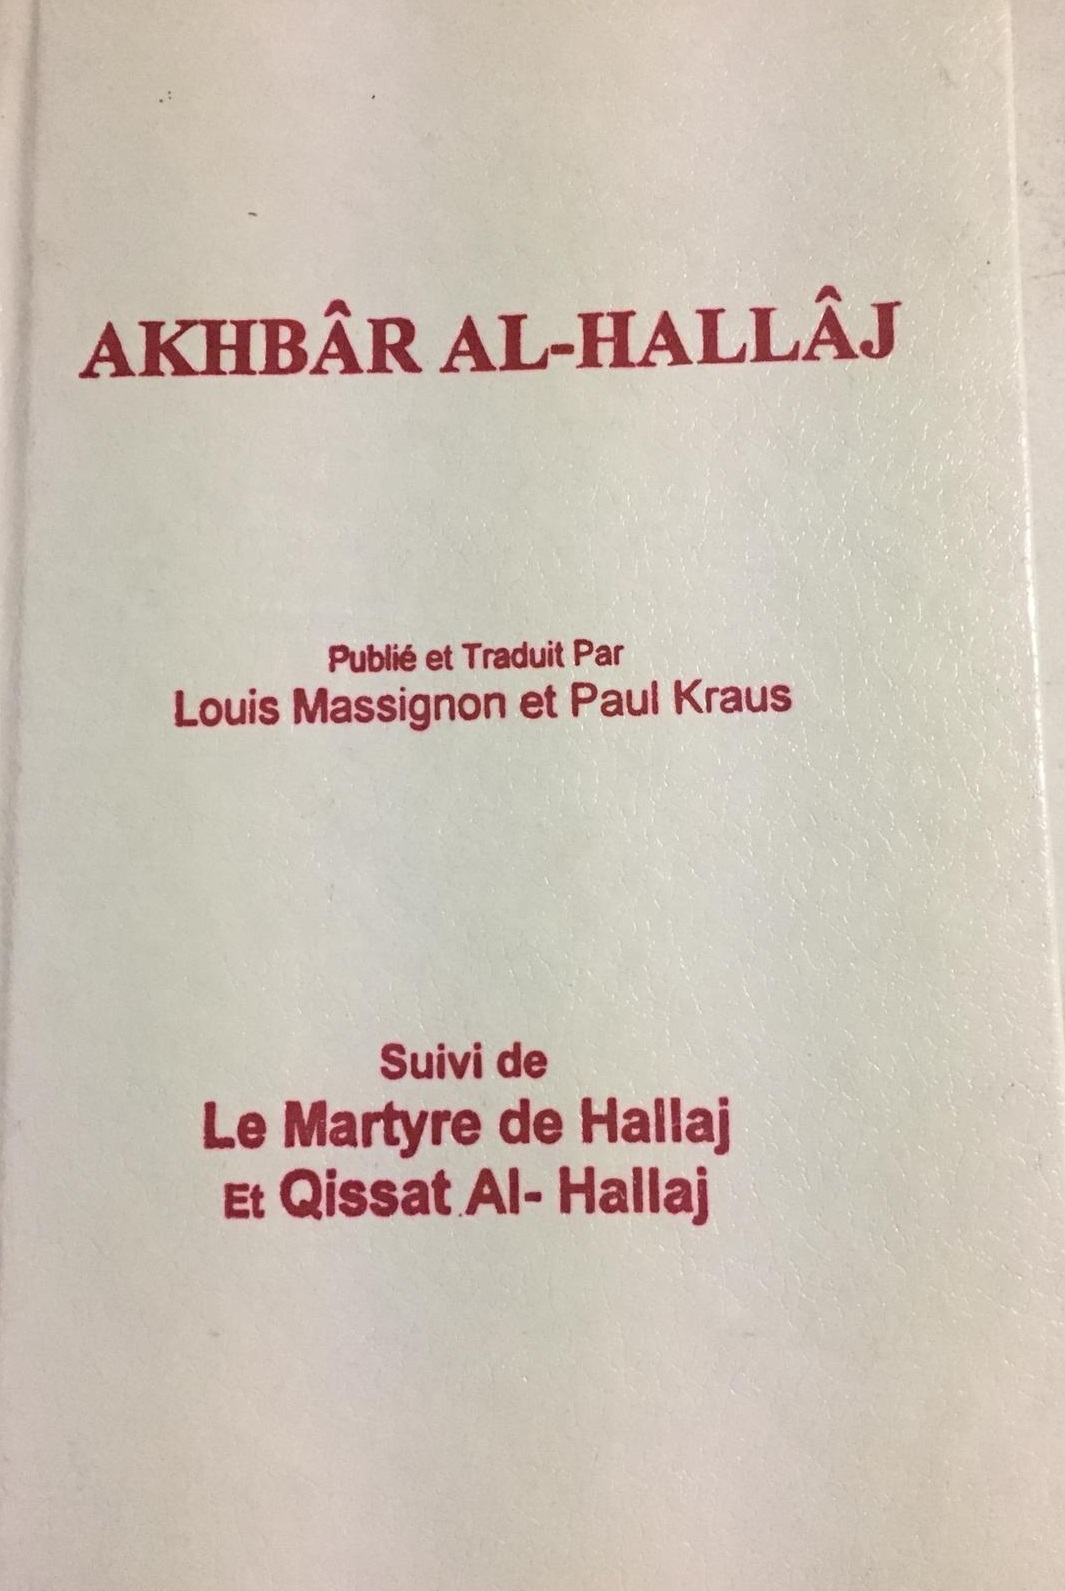 AKHBÂR AL-HALLÂJ
Publié et Traduit Par
Louis Massignon et Paul Kraus
Suivi de
Le Martyre de Hallaj
Et Qissat Al- Hallaj